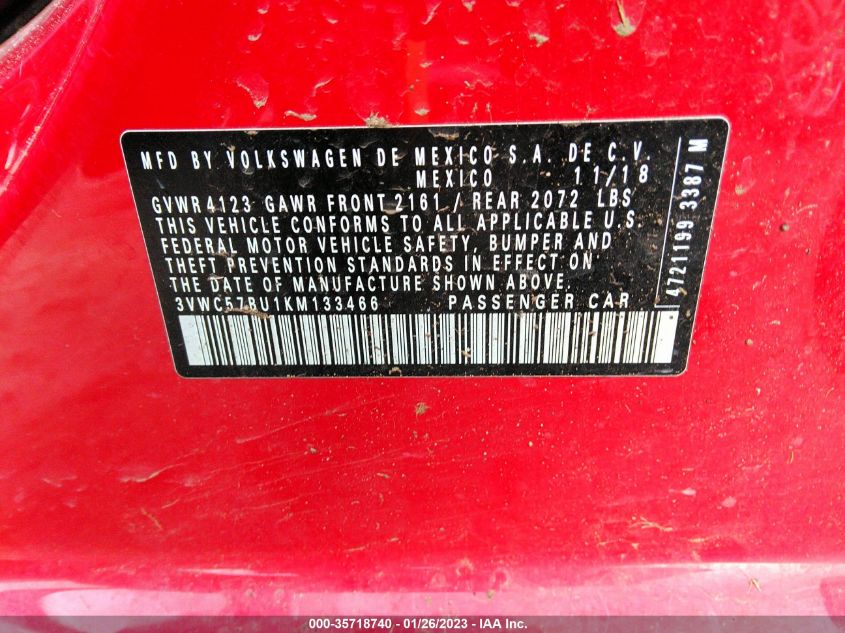 MFD BY VOLKSWAGEN DE MEXICO S.A. DE C.V.
MEXICO 11/18
GVWR 4123 GAWR FRONT 2161 / REAR 2072 LBS
THIS VEHICLE CONFORMS TO ALL APPLICABLE U.S.
FEDERAL MOTOR VEHICLE SAFETY, BUMPER AND
THEFT PREVENTION STANDARDS IN EFFECT ON
THE DATE OF MANUFACTURE SHOWN ABOVE.
3VWC57BU1KM133466 PASSENGER CAR
4721199 3387 M
000-35718740 - 01/26/2023 - IAA Inc.